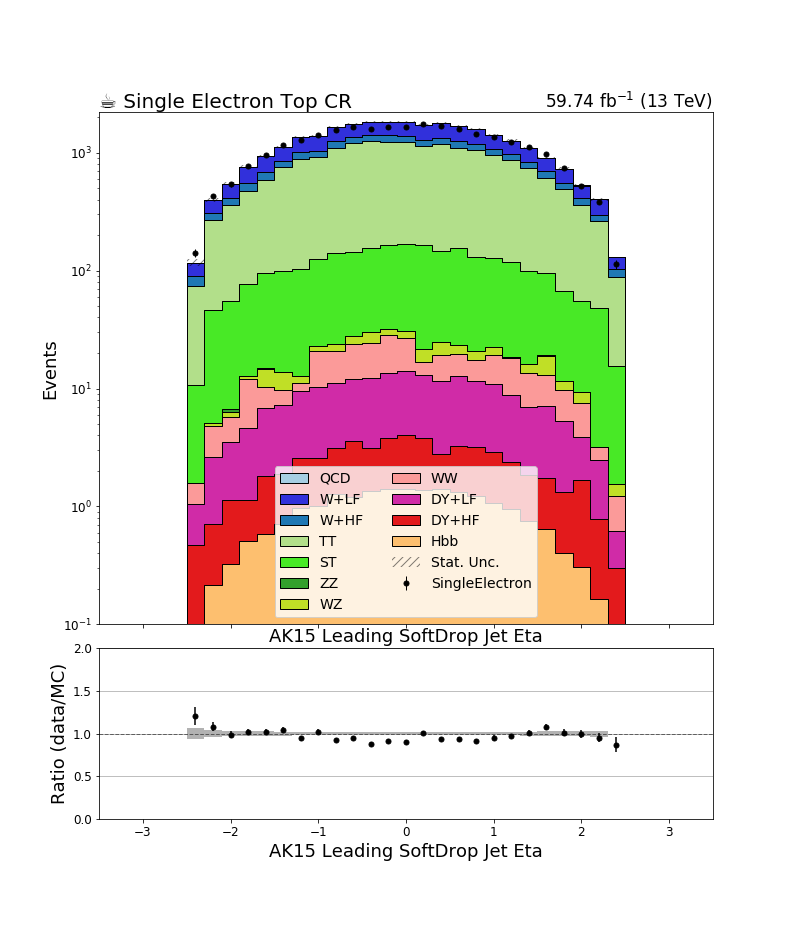 ☕ Single Electron Top CR
59.74 fb⁻¹ (13 TeV)
Events
10³
10²
10¹
10⁰
10⁻¹
QCD
W+LF
W+HF
TT
ST
ZZ
WZ
WW
DY+LF
DY+HF
Hbb
Stat. Unc.
SingleElectron
AK15 Leading SoftDrop Jet Eta
Ratio (data/MC)
2.0
1.5
1.0
0.5
0.0
−3 −2 −1 0 1 2 3
AK15 Leading SoftDrop Jet Eta